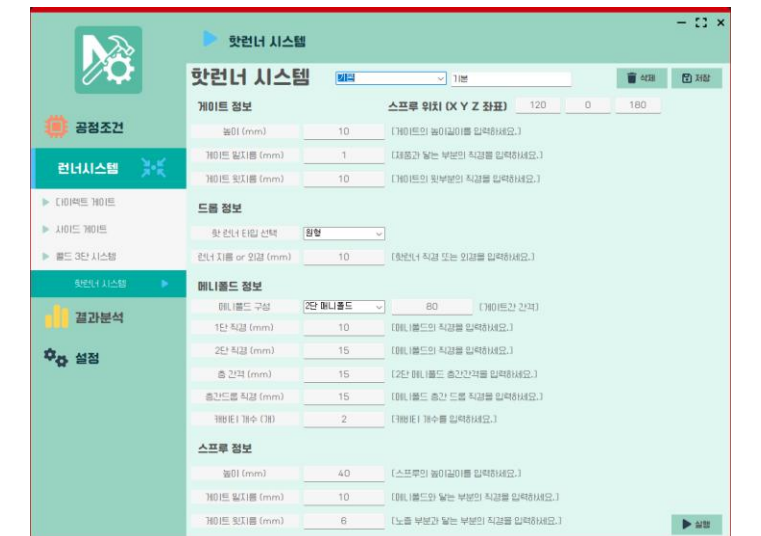 핫런너 시스템
핫런너 시스템 기본 기본 삭제 저장
게이트 정보 스프루 위치 (X Y Z 좌표) 120 0 180
공정조건
높이 (mm) 10 [게이트의 높이길이를 입력하세요.]
게이트 밑지름 (mm) 1 [제품과 닿는 부분의 직경을 입력하세요.]
런너시스템
게이트 윗지름 (mm) 10 [게이트의 윗부분의 직경을 입력하세요.]
다이렉트 게이트
드롭 정보
사이드 게이트
핫 런너 타입 선택 원형
콜드 3단 시스템
런너 지름 or 외경 (mm) 10 [핫런너 직경 또는 외경을 입력하세요.]
핫런너 시스템
메니폴드 정보
메니폴드 구성 2단 매니폴드 80 [게이트간 간격]
결과분석
1단 직경 (mm) 10 [메니폴드의 직경을 입력하세요.]
2단 직경 (mm) 15 [메니폴드의 직경을 입력하세요.]
설정
층 간격 (mm) 15 [2단 메니폴드 층간간격을 입력하세요.]
층간드롭 직경 (mm) 15 [메니폴드 층간 드롭 직경을 입력하세요.]
캐비티 개수 (개) 2 [캐비티 개수를 입력하세요.]
스프루 정보
높이 (mm) 40 [스프루의 높이길이를 입력하세요.]
게이트 밑지름 (mm) 10 [메니폴드와 닿는 부분의 직경을 입력하세요.]
게이트 윗지름 (mm) 6 [노즐 부분과 닿는 부분의 직경을 입력하세요.]
실행